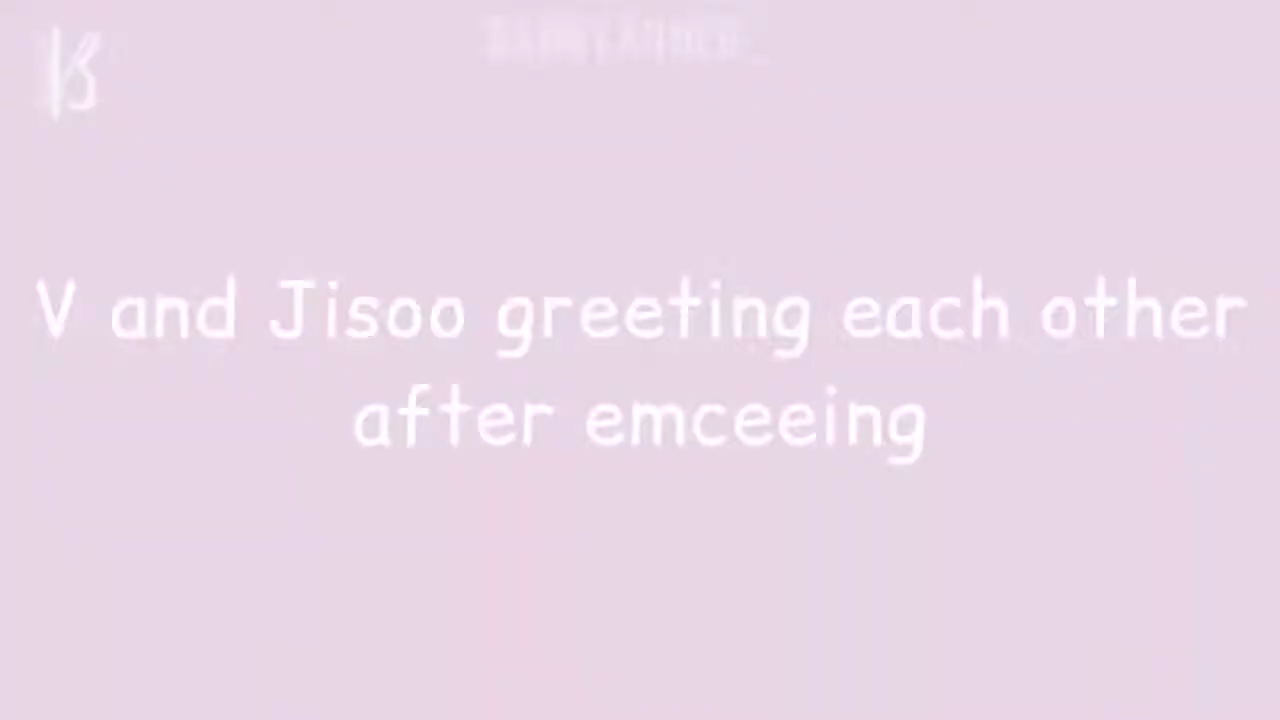 V and Jisoo greeting each other
after emceeing